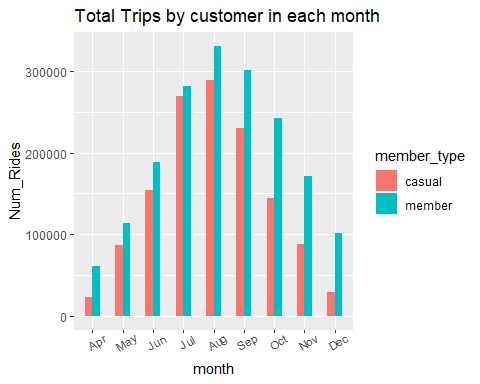 Total Trips by customer in each month
Num_Rides
300000
200000
100000
0
Apr
May
Jun
Jul
Aug
Sep
Oct
Nov
Dec
month
member_type
casual
member